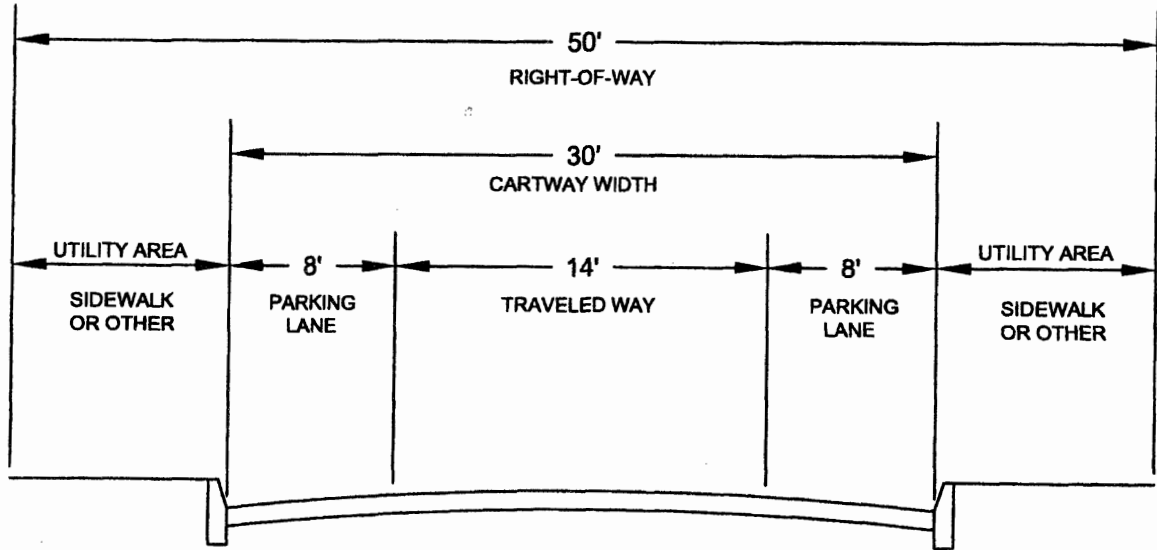 50'
RIGHT-OF-WAY
30'
CARTWAY WIDTH
UTILITY AREA
8'
14'
8'
UTILITY AREA
SIDEWALK
OR OTHER
PARKING
LANE
TRAVELED WAY
PARKING
LANE
SIDEWALK
OR OTHER